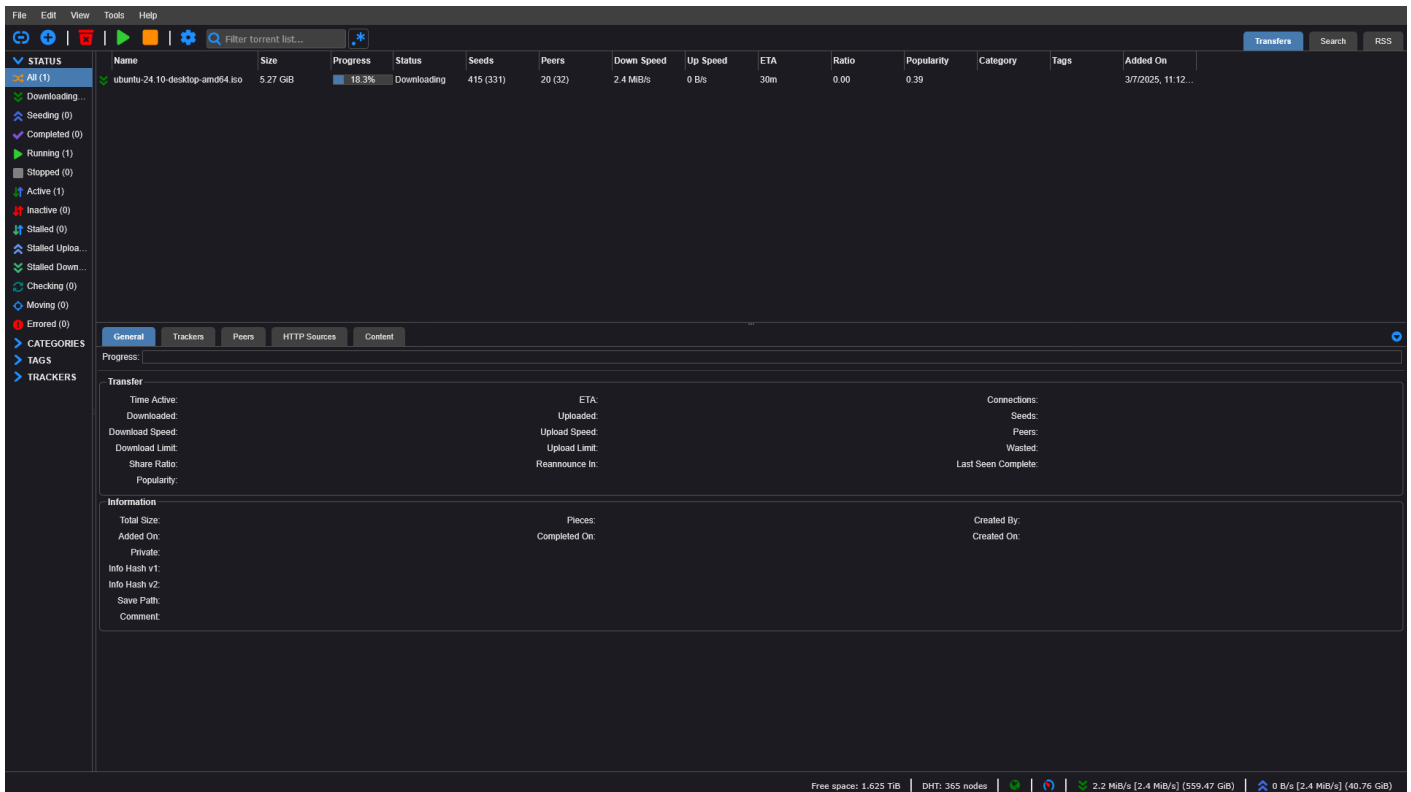 File Edit View Tools Help
Filter torrent list... .* Transfers Search RSS
STATUS
All (1)
Downloading...
Seeding (0)
Completed (0)
Running (1)
Stopped (0)
Active (1)
Inactive (0)
Stalled (0)
Stalled Uploa...
Stalled Down...
Checking (0)
Moving (0)
Errored (0)
CATEGORIES
TAGS
TRACKERS
Name Size Progress Status Seeds Peers Down Speed Up Speed ETA Ratio Popularity Category Tags Added On
ubuntu-24.10-desktop-amd64.iso 5.27 GiB 18.3% Downloading 415 (331) 20 (32) 2.4 MiB/s 0 B/s 30m 0.00 0.39 3/7/2025, 11:12...
General Trackers Peers HTTP Sources Content
Progress:
Transfer
Time Active: ETA: Connections:
Downloaded: Uploaded: Seeds:
Download Speed: Upload Speed: Peers:
Download Limit: Upload Limit: Wasted:
Share Ratio: Reannounce In: Last Seen Complete:
Popularity:
Information
Total Size: Pieces: Created By:
Added On: Completed On: Created On:
Private:
Info Hash v1:
Info Hash v2:
Save Path:
Comment:
Free space: 1.625 TiB DHT: 365 nodes 2.2 MiB/s [2.4 MiB/s] (559.47 GiB) 0 B/s [2.4 MiB/s] (40.76 GiB)